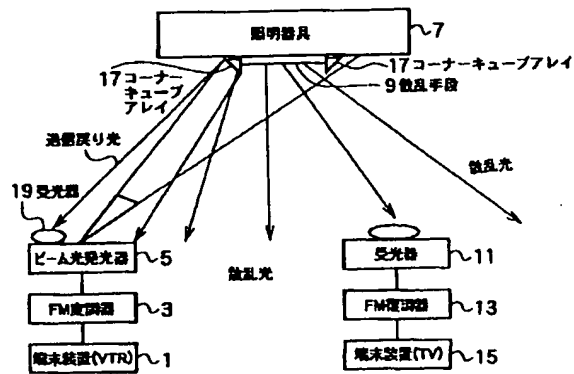 照明器具
7
17コーナー
キューブ
アレイ
17コーナーキューブアレイ
9散乱手段
送信戻り光
散乱光
19受光器
ビーム光発光器
5
受光器
11
散乱光
FM変調器
3
FM復調器
13
端末装置(VTR)
1
端末装置(TV)
15